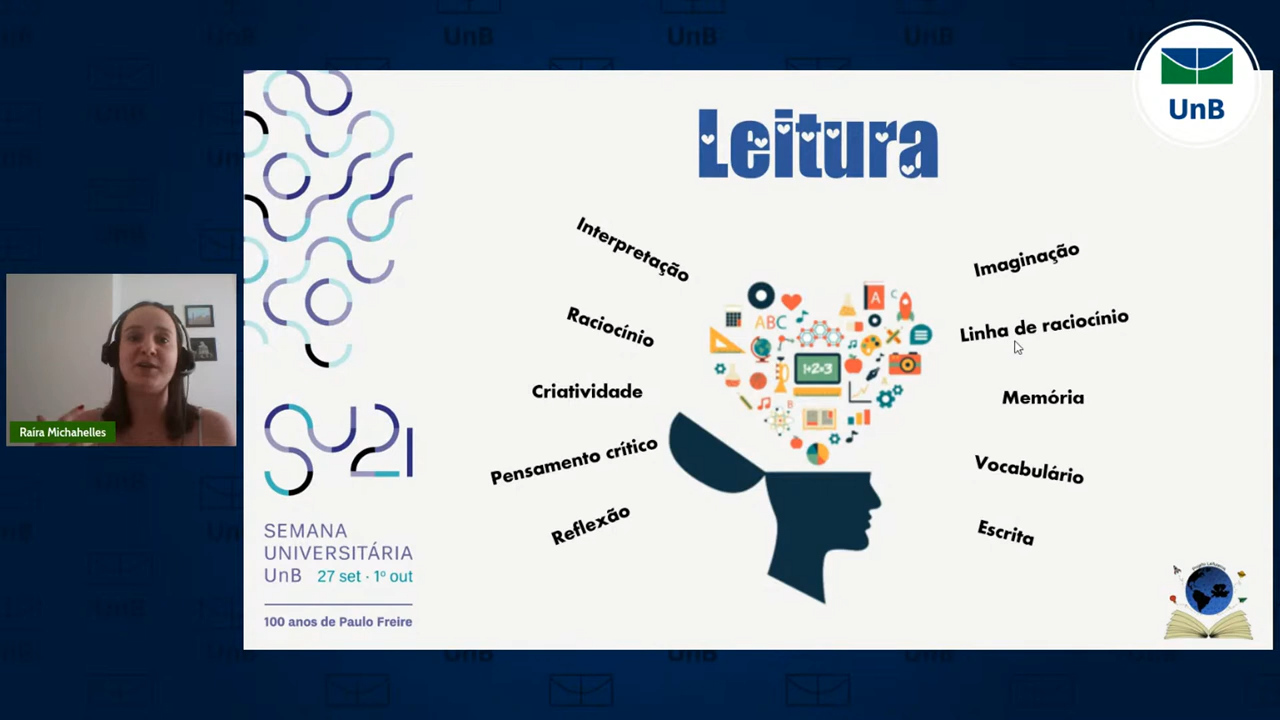 UnB
Leitura
Interpretação
Raciocínio
Criatividade
Pensamento crítico
Reflexão
Imaginação
Linha de raciocínio
Memória
Vocabulário
Escrita
ABC
A
C
1+2=3
B
Raíra Michahelles
SU21
SEMANA
UNIVERSITÁRIA
UnB 27 set · 1º out
100 anos de Paulo Freire